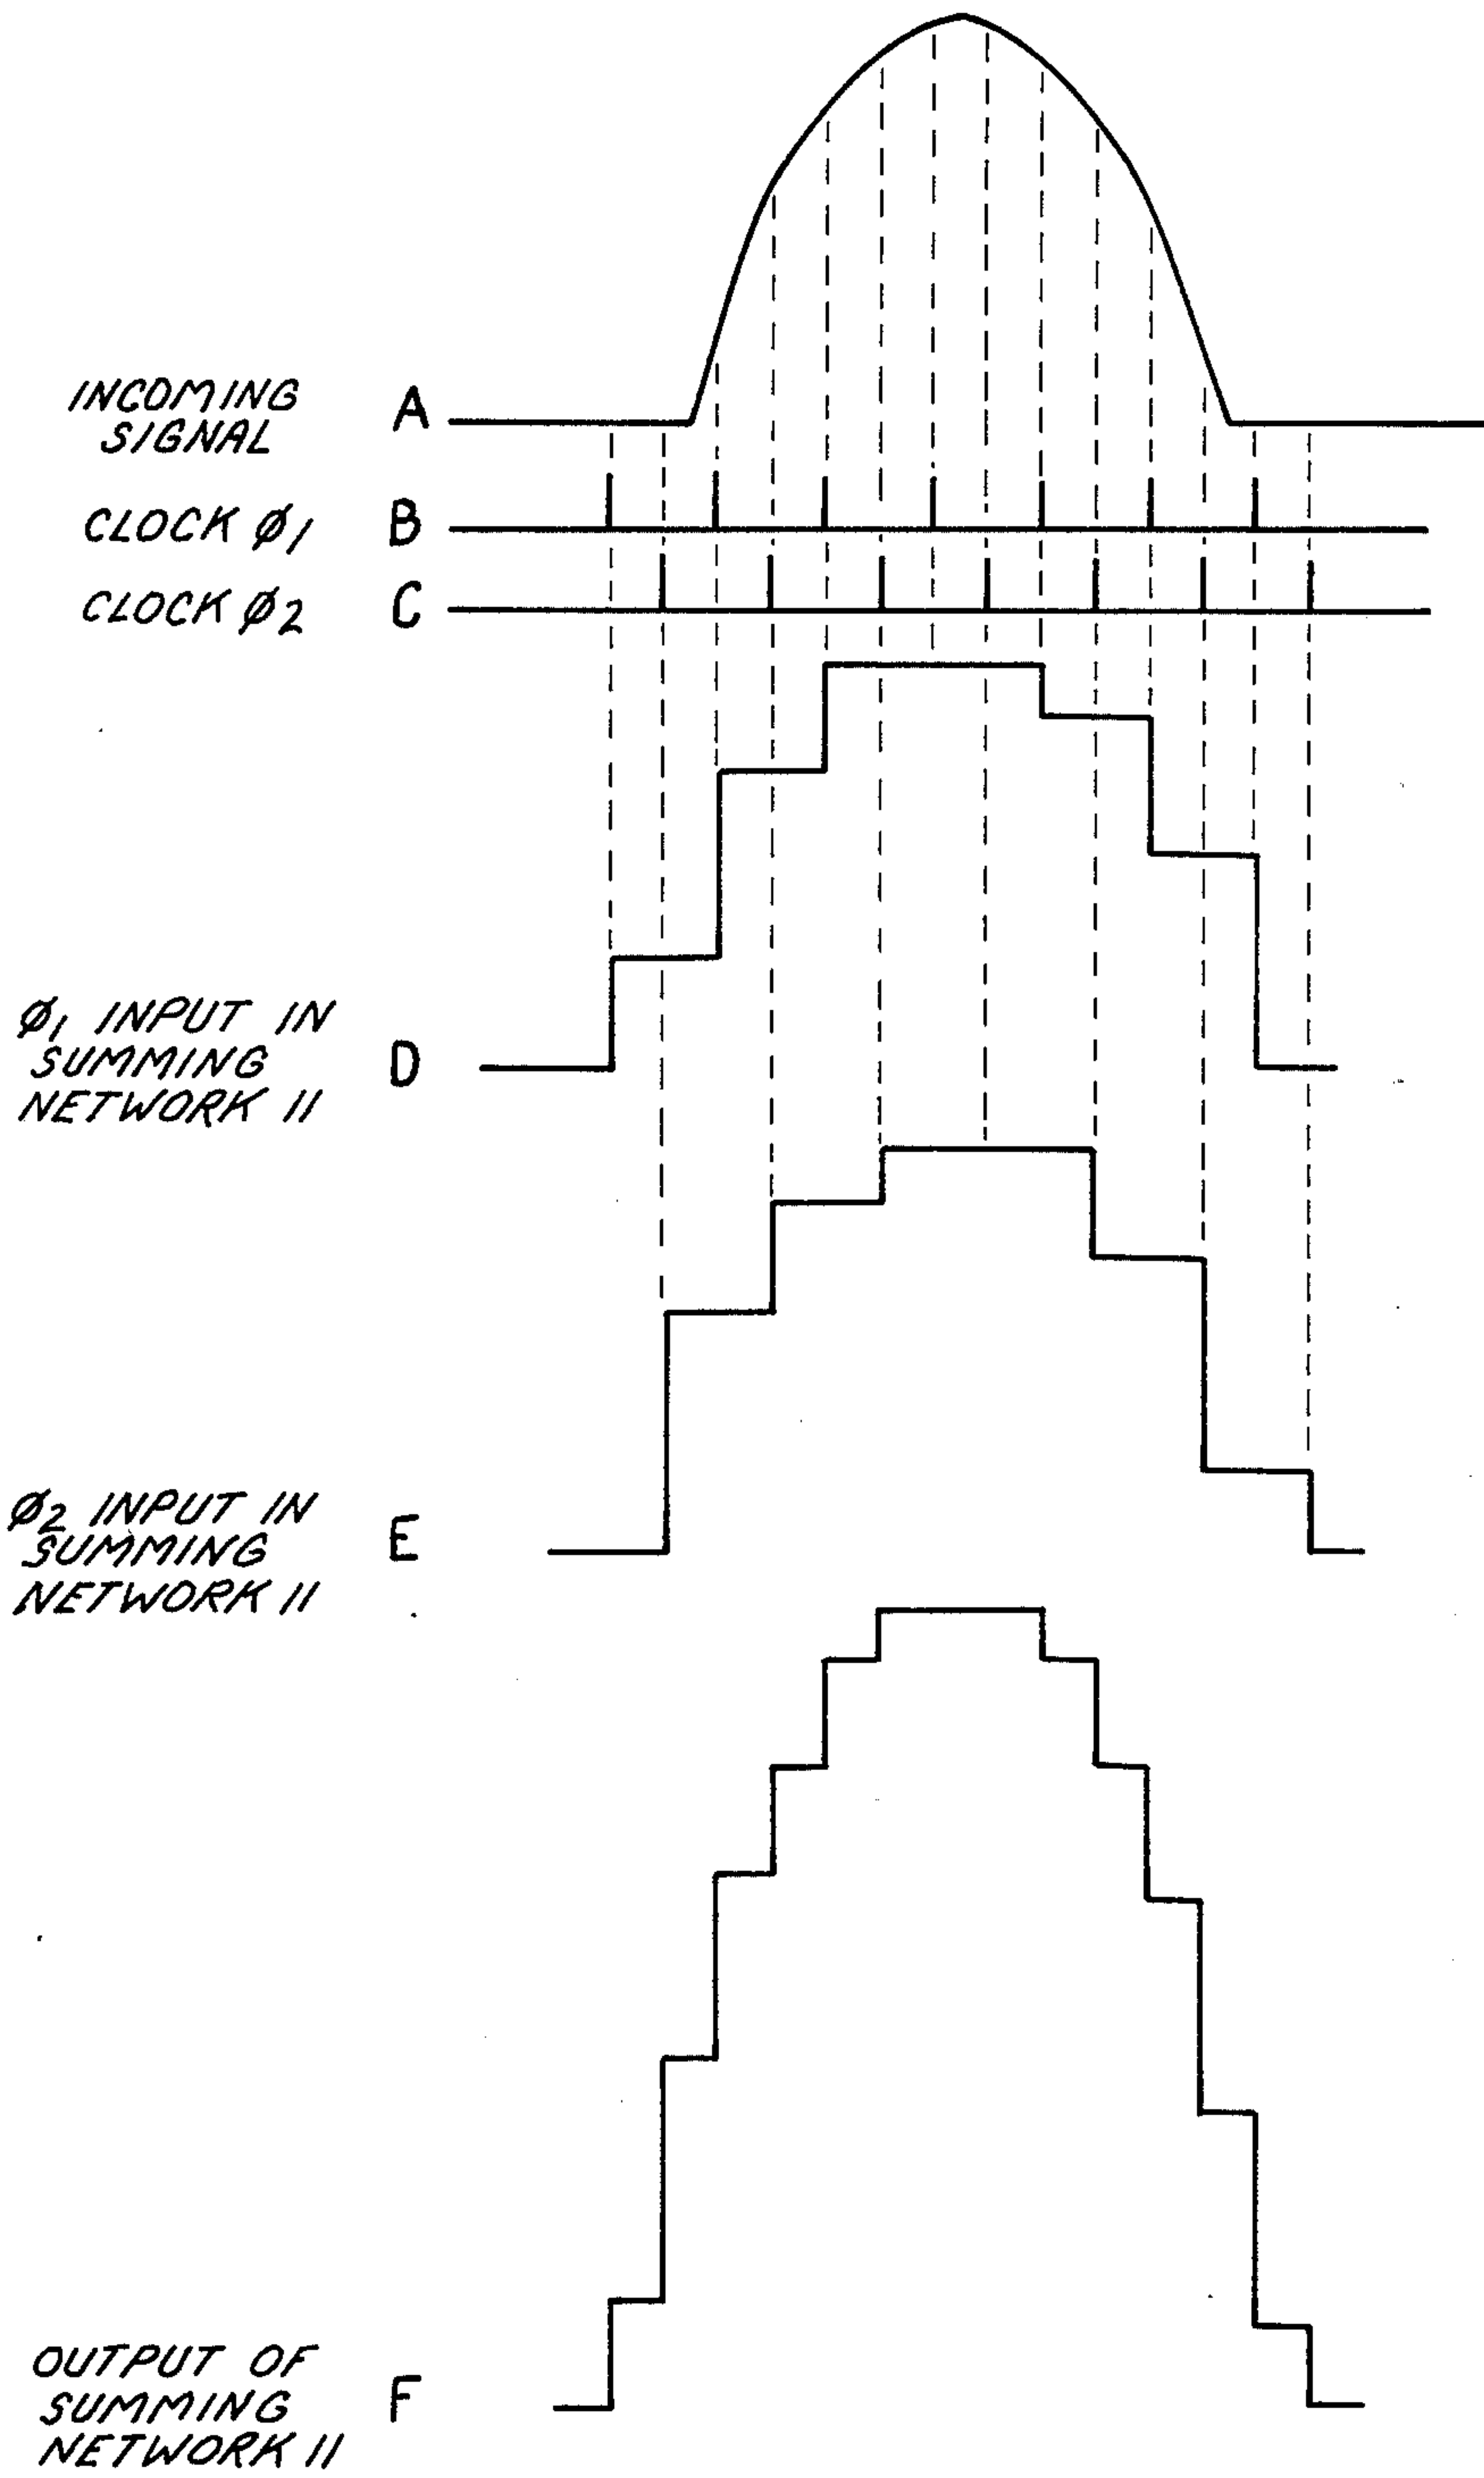 INCOMING
SIGNAL
A
CLOCK Ø1
B
CLOCK Ø2
C
Ø1 INPUT IN
SUMMING
NETWORK 11
D
Ø2 INPUT IN
SUMMING
NETWORK 11
E
OUTPUT OF
SUMMING
NETWORK 11
F